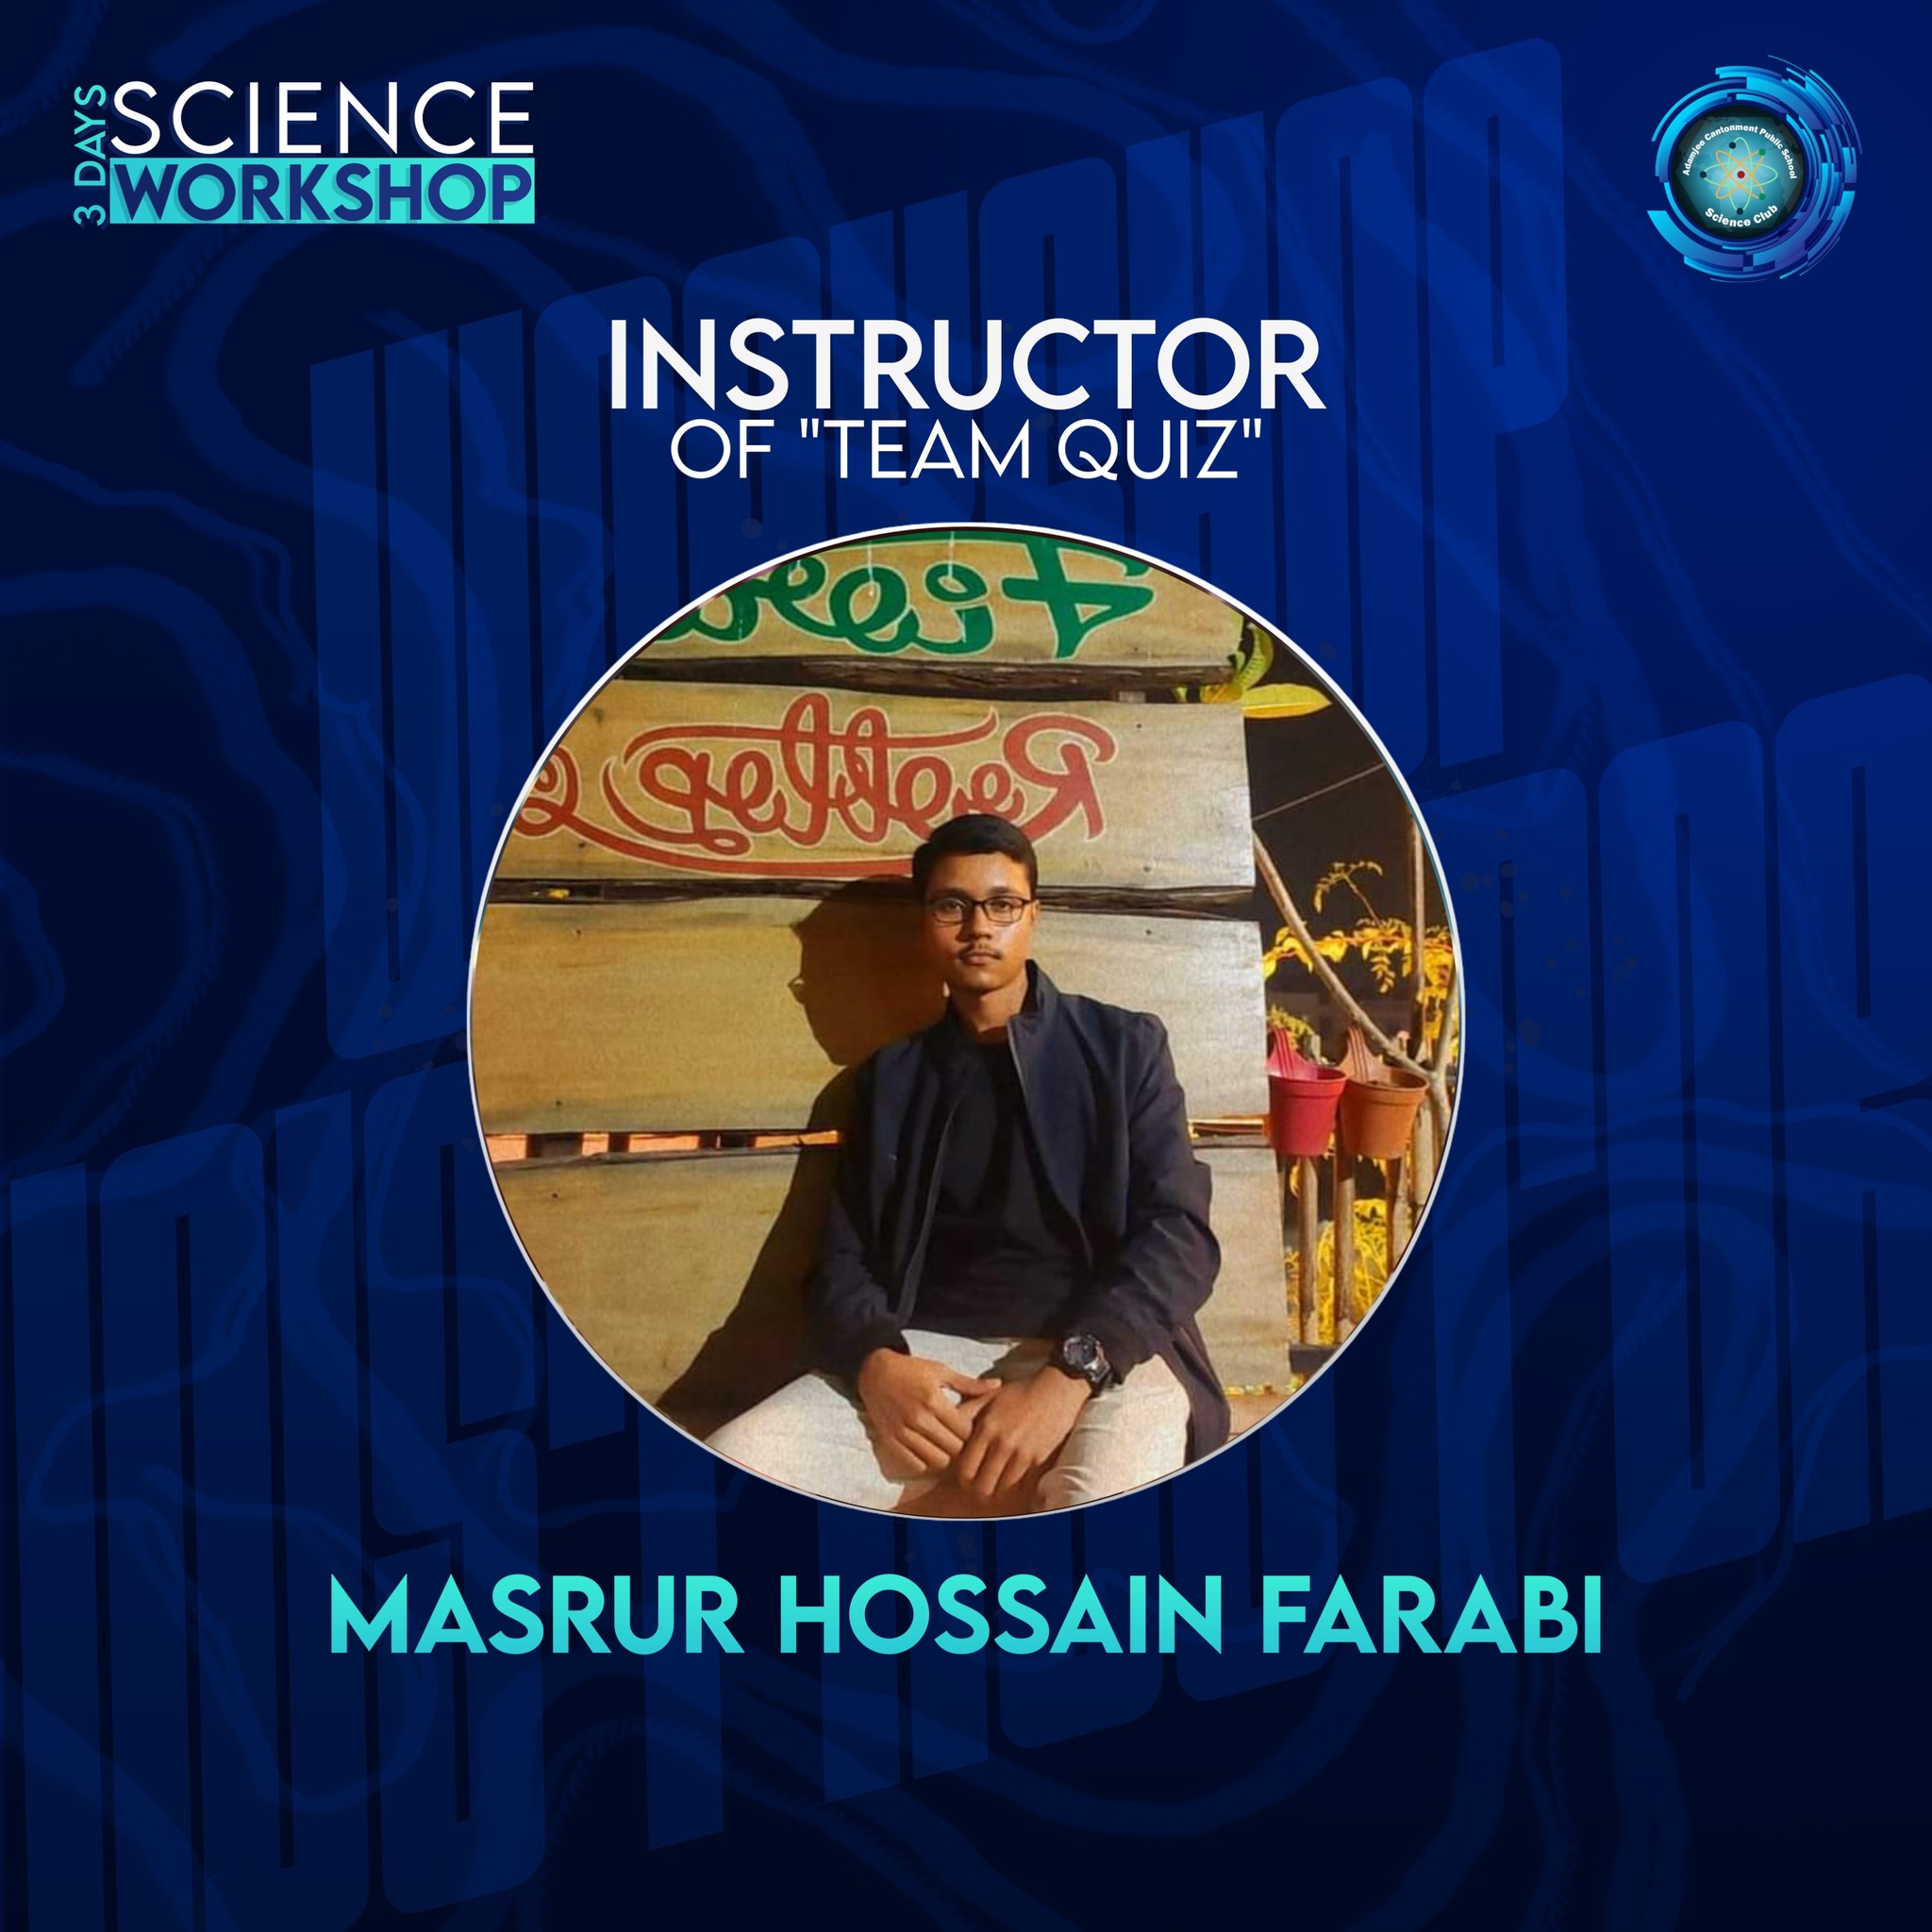 3 DAYS
SCIENCE
WORKSHOP
Adamjee Cantonment Public School
Science Club
INSTRUCTOR
OF "TEAM QUIZ"
MASRUR HOSSAIN FARABI